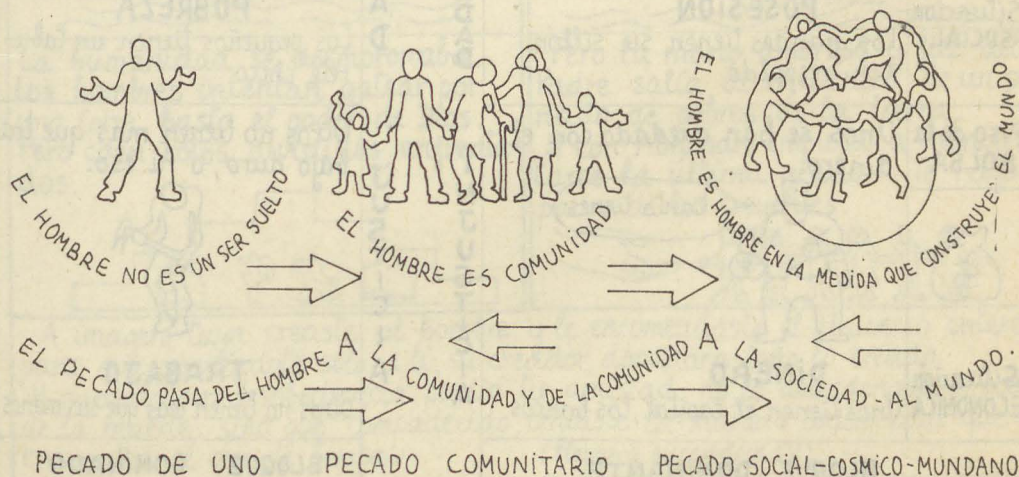 EL HOMBRE NO ES UN SER SUELTO
EL HOMBRE ES COMUNIDAD
EL HOMBRE ES HOMBRE EN LA MEDIDA QUE CONSTRUYE: EL MUNDO
EL PECADO PASA DEL HOMBRE A LA COMUNIDAD Y DE LA COMUNIDAD A LA SOCIEDAD - AL MUNDO.
PECADO DE UNO
PECADO COMUNITARIO
PECADO SOCIAL-COSMICO-MUNDANO